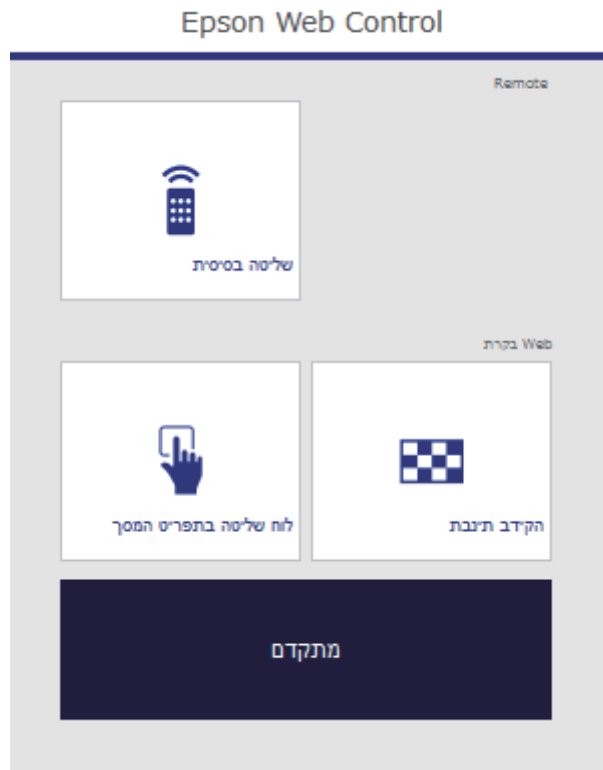 Epson Web Control
Remote
שליטה בסיסית
בקרת Web
הקידב תינבת
לוח שליטה בתפריט המסך
מתקדם